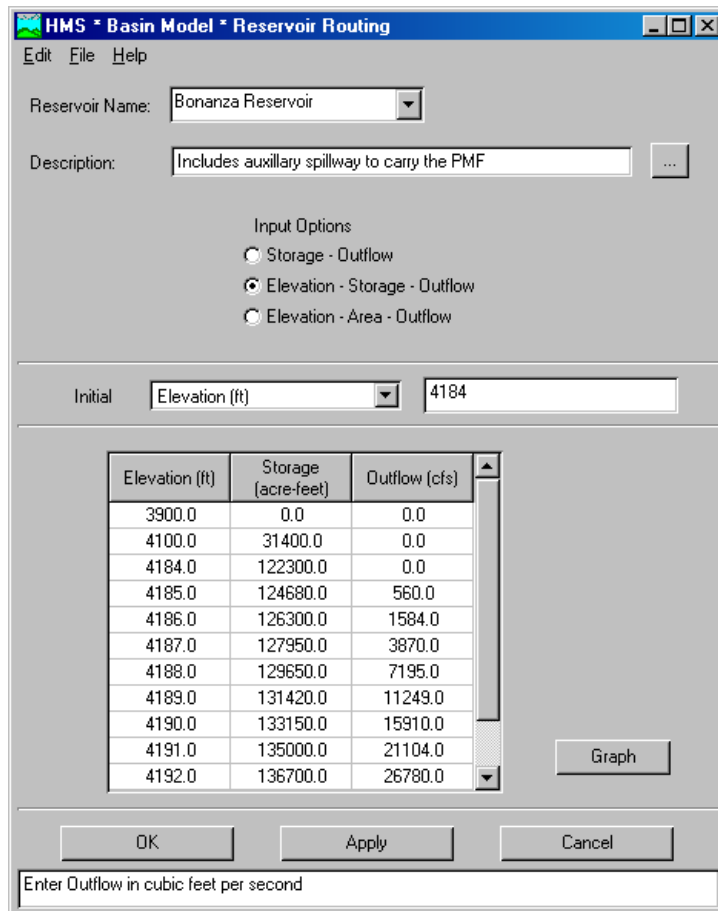 HMS * Basin Model * Reservoir Routing
Edit File Help
Reservoir Name: Bonanza Reservoir
Description: Includes auxillary spillway to carry the PMF ...
Input Options
Storage - Outflow
Elevation - Storage - Outflow
Elevation - Area - Outflow
Initial Elevation (ft) 4184
Elevation (ft) Storage (acre-feet) Outflow (cfs)
3900.0 0.0 0.0
4100.0 31400.0 0.0
4184.0 122300.0 0.0
4185.0 124680.0 560.0
4186.0 126300.0 1584.0
4187.0 127950.0 3870.0
4188.0 129650.0 7195.0
4189.0 131420.0 11249.0
4190.0 133150.0 15910.0
4191.0 135000.0 21104.0
4192.0 136700.0 26780.0
Graph
OK Apply Cancel
Enter Outflow in cubic feet per second